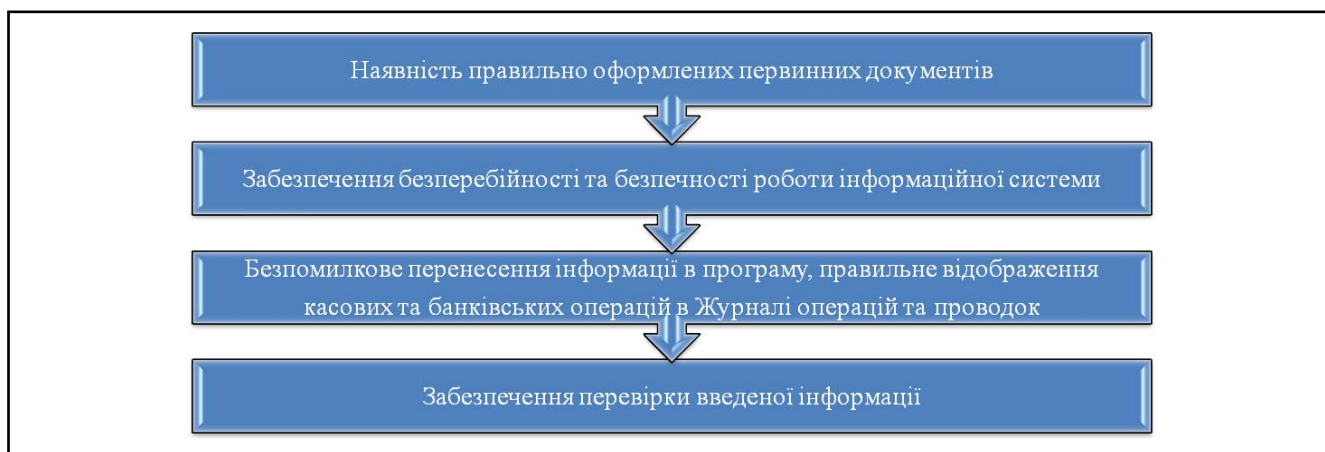 Наявність правильно оформлених первинних документів
Забезпечення безперебійності та безпечності роботи інформаційної системи
Безпомилкове перенесення інформації в програму, правильне відображення
касових та банківських операцій в Журналі операцій та проводок
Забезпечення перевірки введеної інформації